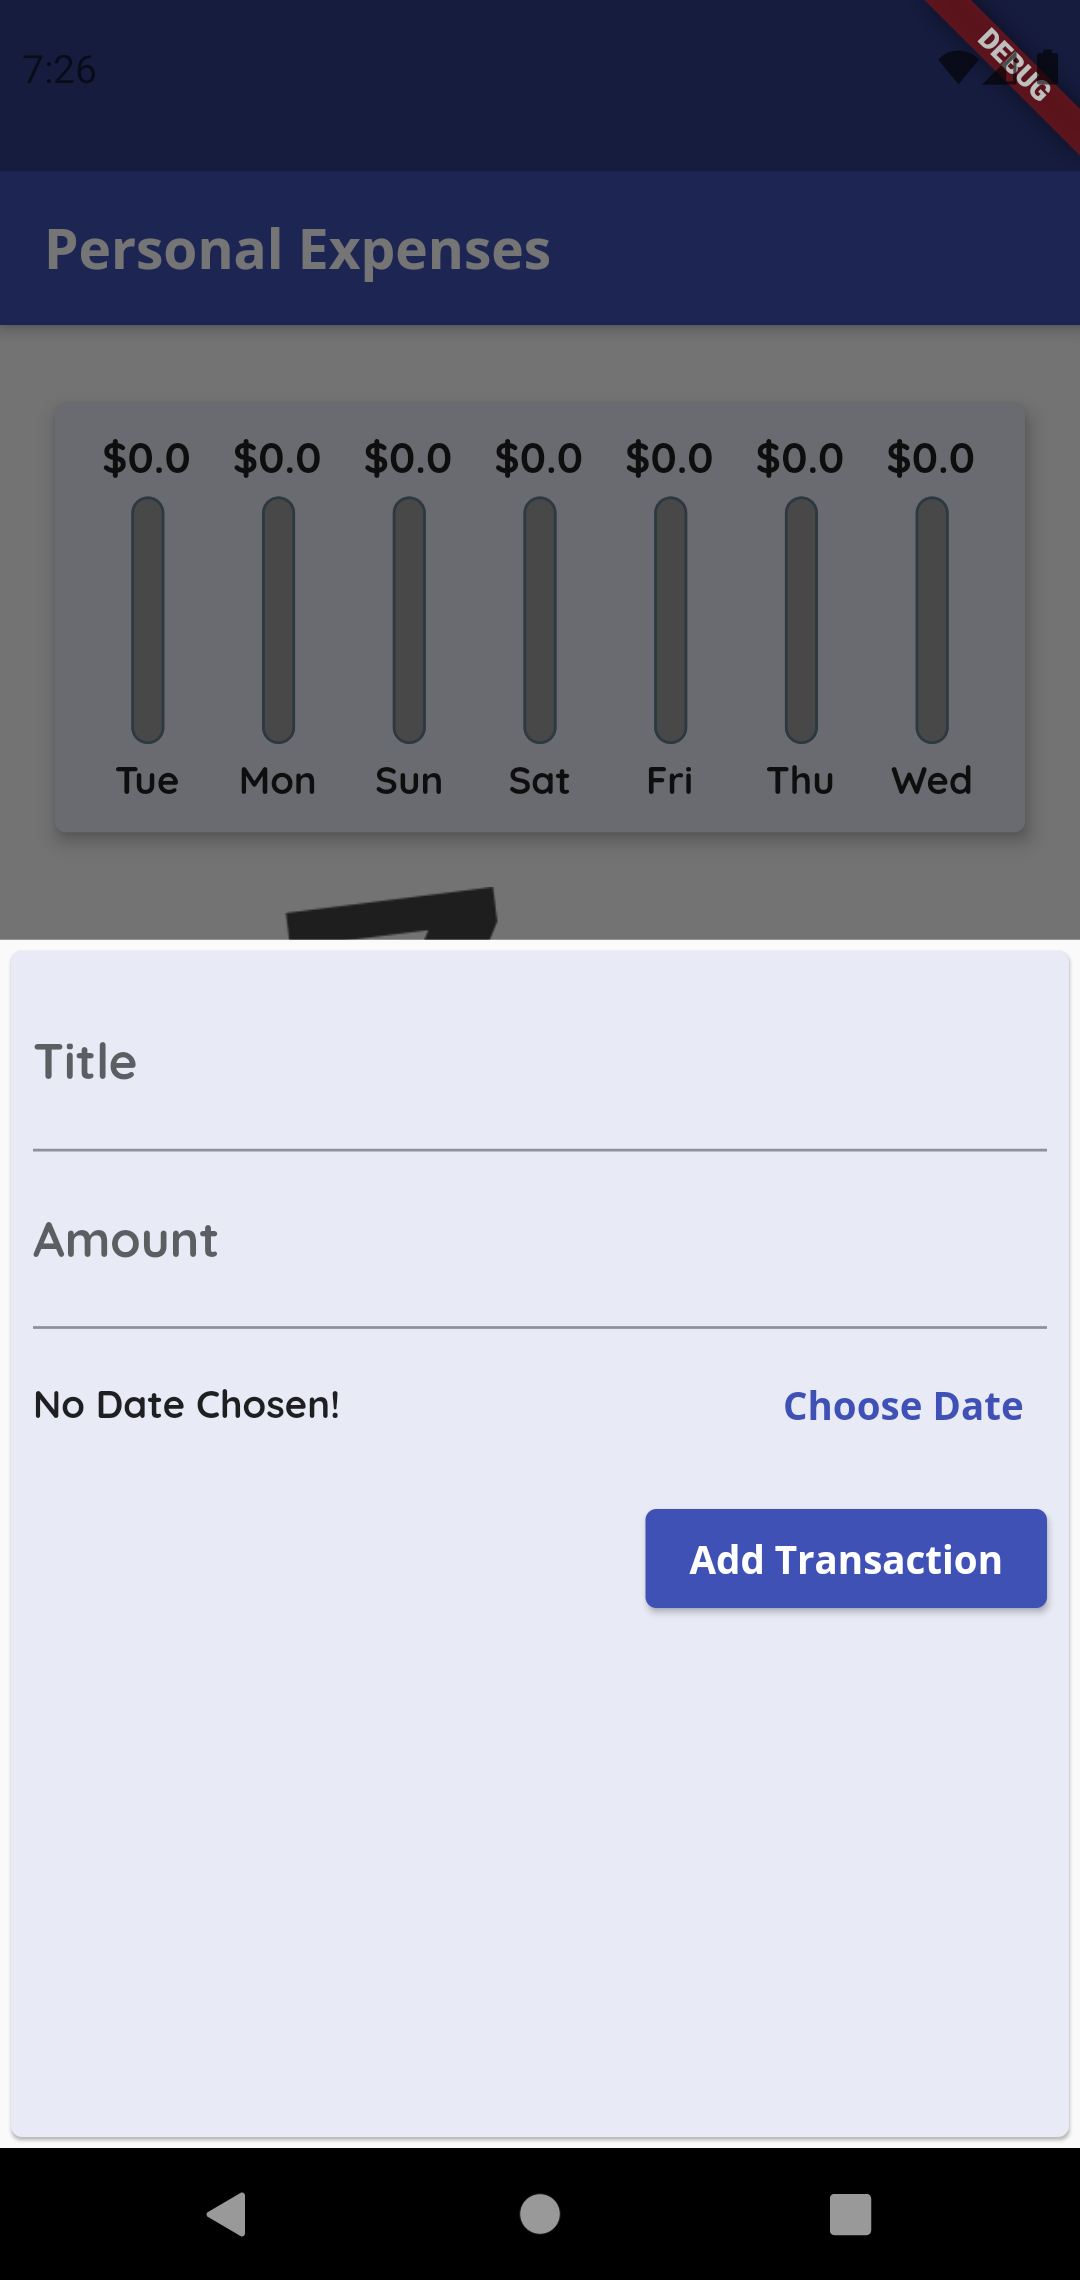 7:26
DEBUG
Personal Expenses
$0.0 $0.0 $0.0 $0.0 $0.0 $0.0 $0.0
Tue Mon Sun Sat Fri Thu Wed
Title
Amount
No Date Chosen! Choose Date
Add Transaction